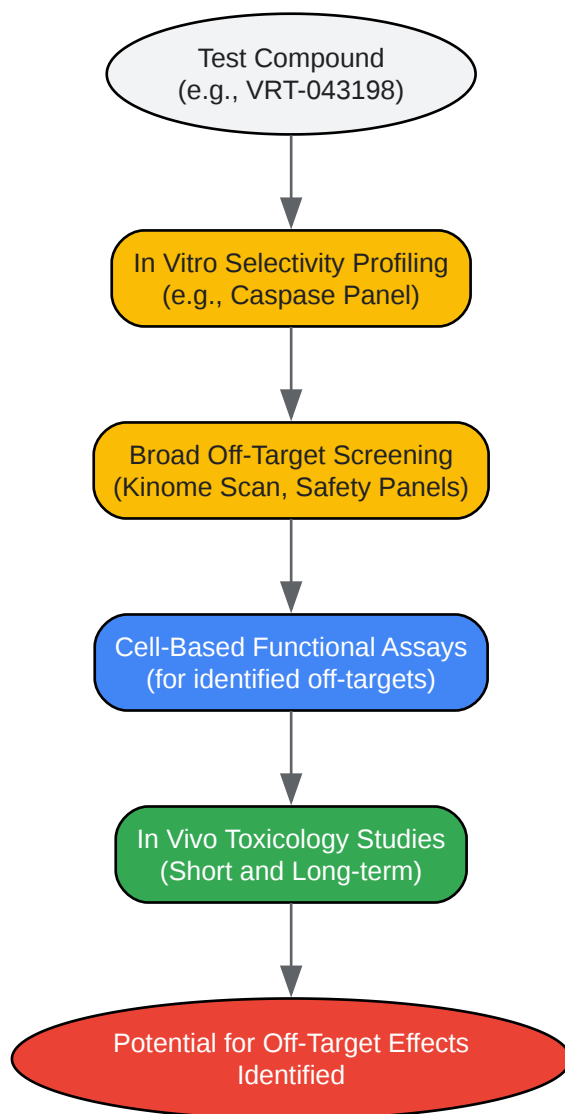 Test Compound
(e.g., VRT-043198)
In Vitro Selectivity Profiling
(e.g., Caspase Panel)
Broad Off-Target Screening
(Kinome Scan, Safety Panels)
Cell-Based Functional Assays
(for identified off-targets)
In Vivo Toxicology Studies
(Short and Long-term)
Potential for Off-Target Effects
Identified